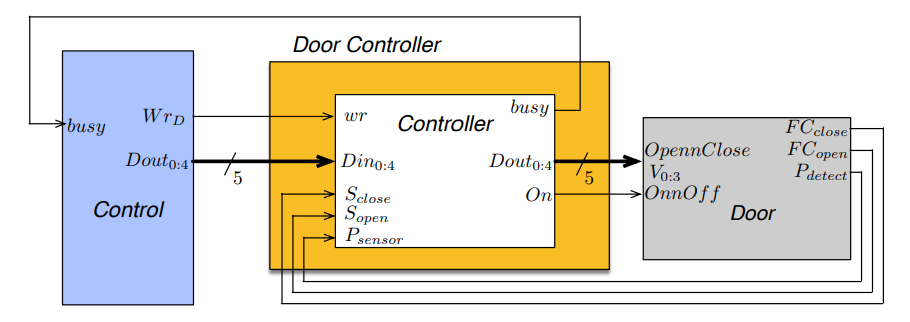 Door Controller
busy
Wr_D
Dout_0:4
5
Control
wr
Controller
busy
Din_0:4
Dout_0:4
5
S_close
S_open
P_sensor
On
OpennClose
V_0:3
OnnOff
Door
FC_close
FC_open
P_detect